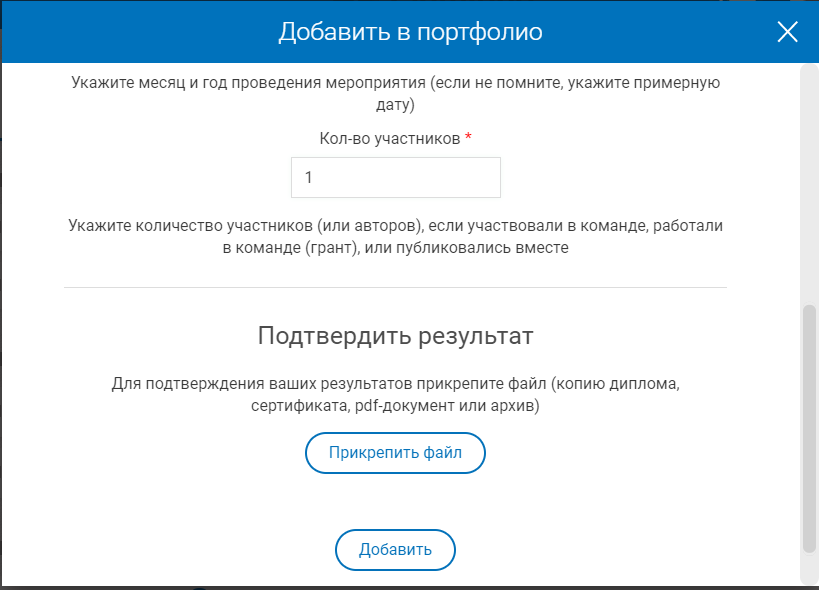 Добавить в портфолио
Укажите месяц и год проведения мероприятия (если не помните, укажите примерную
дату)
Кол-во участников *
1
Укажите количество участников (или авторов), если участвовали в команде, работали
в команде (грант), или публиковались вместе
Подтвердить результат
Для подтверждения ваших результатов прикрепите файл (копию диплома,
сертификата, pdf-документ или архив)
Прикрепить файл
Добавить